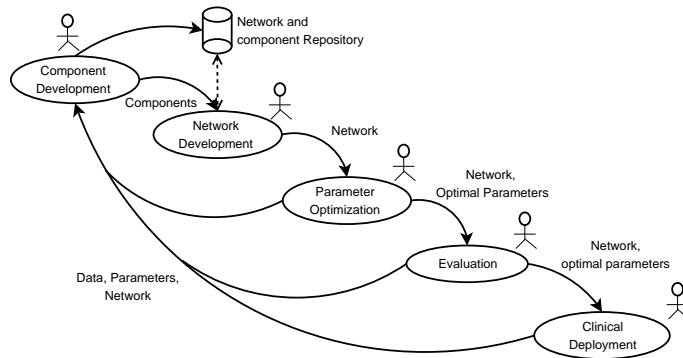 Network and
component Repository
Component
Development
Components
Network
Development
Network
Parameter
Optimization
Network,
Optimal Parameters
Evaluation
Network,
optimal parameters
Data, Parameters,
Network
Clinical
Deployment